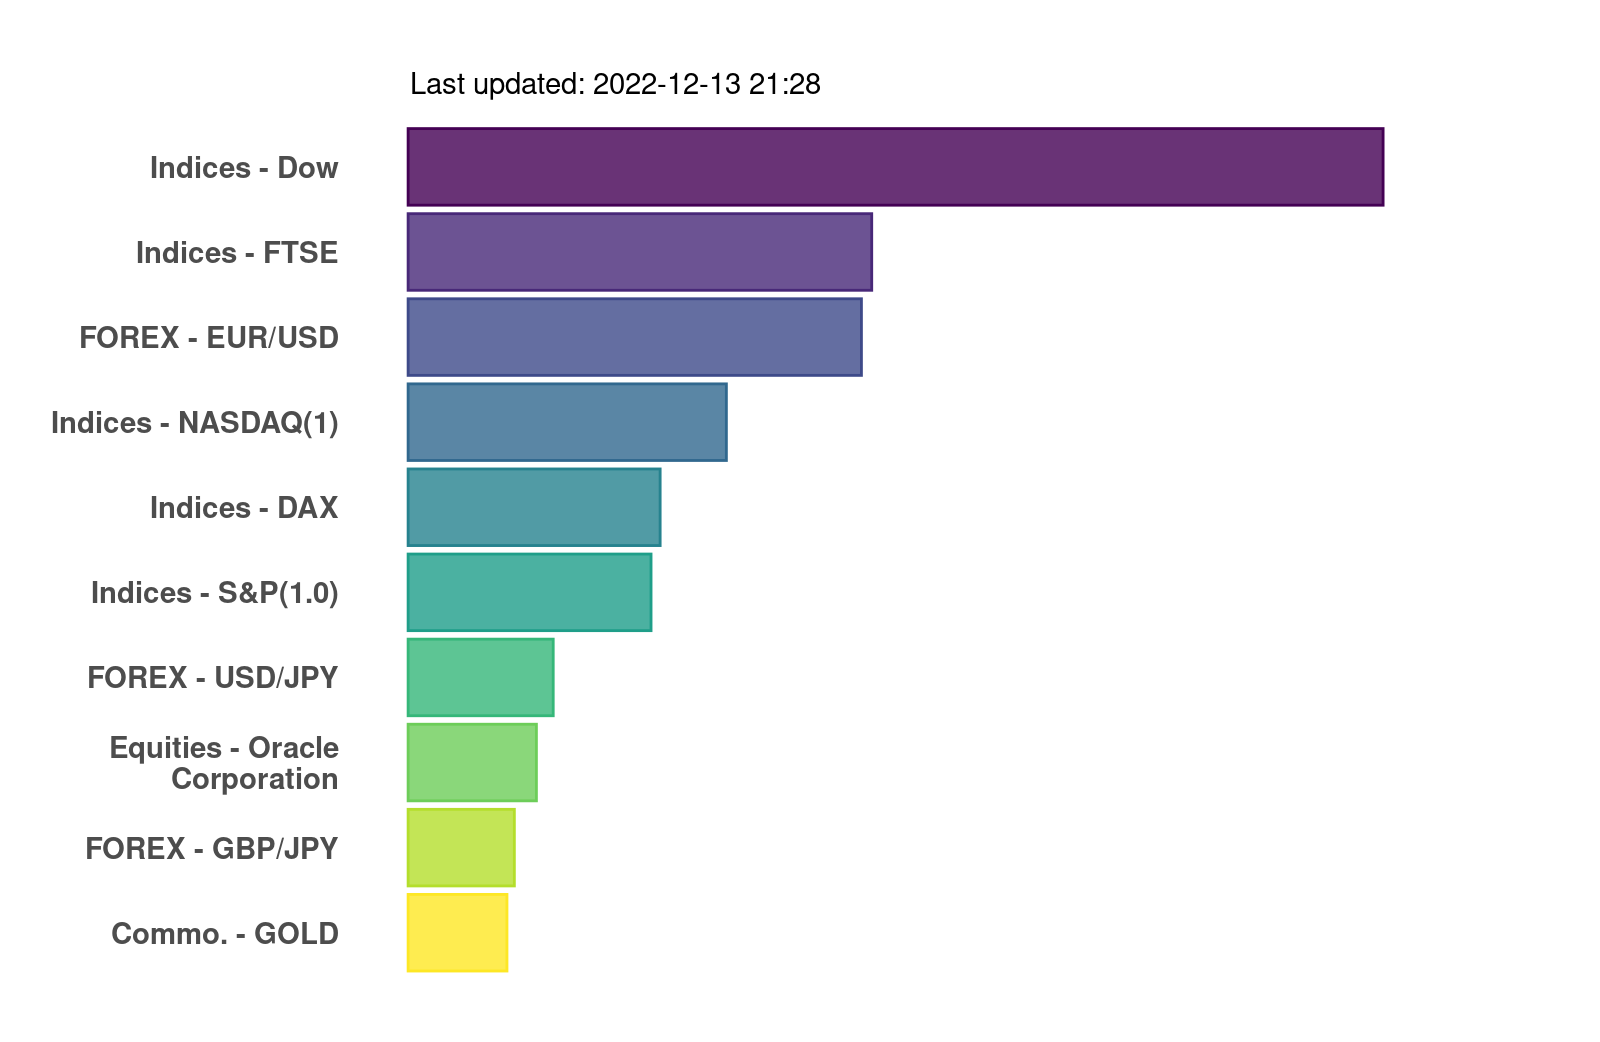 Last updated: 2022-12-13 21:28
Indices - Dow
Indices - FTSE
FOREX - EUR/USD
Indices - NASDAQ(1)
Indices - DAX
Indices - S&P(1.0)
FOREX - USD/JPY
Equities - Oracle
Corporation
FOREX - GBP/JPY
Commo. - GOLD